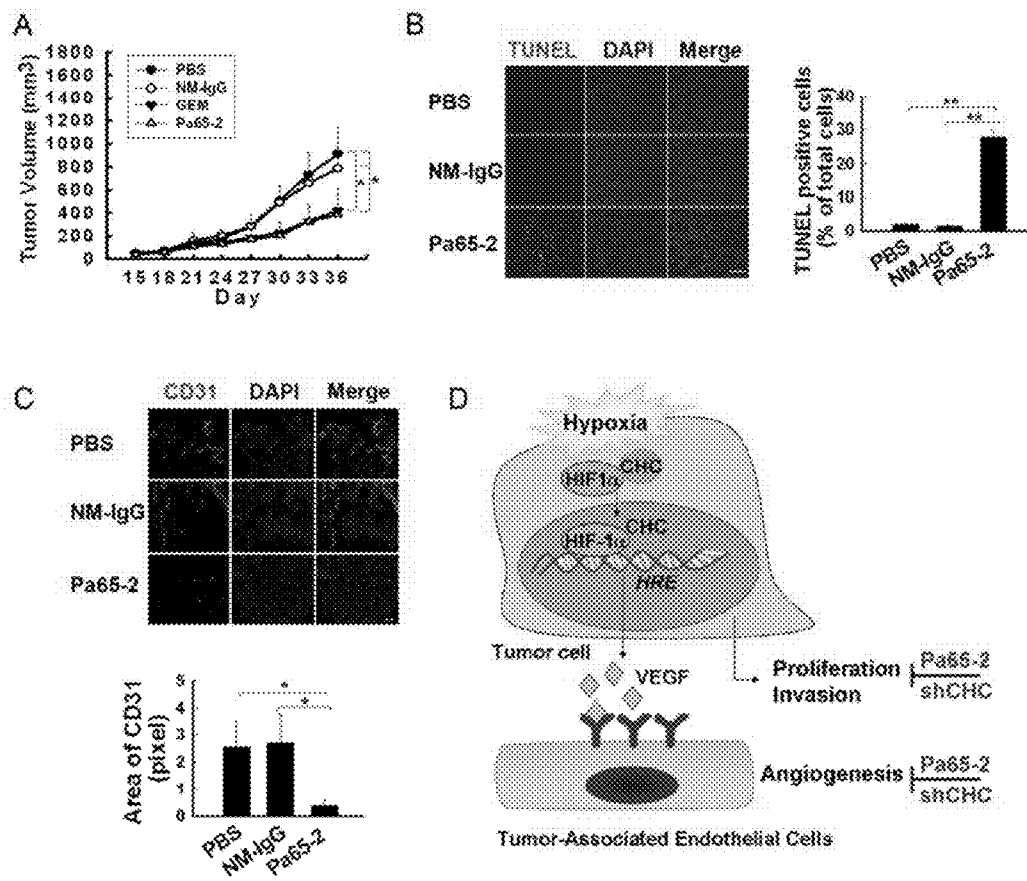 A
Tumor Volume (mm3)
1800
1600
1400
1200
1000
800
600
400
200
0
PBS
NM-IgG
GEM
Pa65-2
*
*
15 18 21 24 27 30 33 36
Day
B
TUNEL DAPI Merge
PBS
NM-IgG
Pa65-2
TUNEL positive cells
(% of total cells)
40
30
20
10
0
**
**
PBS
NM-IgG
Pa65-2
C
CD31 DAPI Merge
PBS
NM-IgG
Pa65-2
Area of CD31
(pixel)
5
4
3
2
1
0
*
*
PBS
NM-IgG
Pa65-2
D
Hypoxia
HIF1α CHC
HIF-1α CHC
HRE
Tumor cell
VEGF
Proliferation
Invasion
Pa65-2
shCHC
Angiogenesis
Pa65-2
shCHC
Tumor-Associated Endothelial Cells